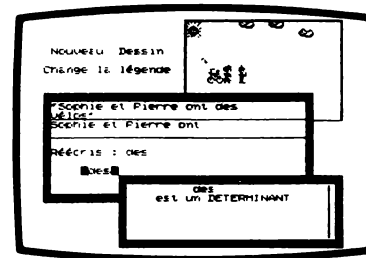 Nouveau Dessin
Change la légende
"Sophie et Pierre ont des
vélos"
Sophie et Pierre ont
Réécris : des
des
des
est un DETERMINANT